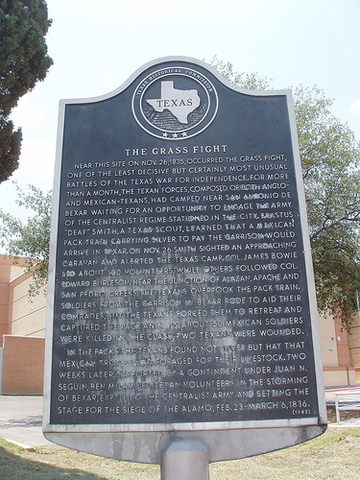 TEXAS HISTORICAL COMMISSION
TEXAS
THE GRASS FIGHT
NEAR THIS SITE ON NOV. 26, 1835, OCCURRED THE GRASS FIGHT,
ONE OF THE LEAST DECISIVE BUT CERTAINLY MOST UNUSUAL
BATTLES OF THE TEXAS WAR FOR INDEPENDENCE. FOR MORE
THAN A MONTH, THE TEXAN FORCES, COMPOSED OF BOTH ANGLO-
AND MEXICAN-TEXANS, HAD CAMPED NEAR SAN ANTONIO DE
BEXAR WAITING FOR AN OPPORTUNITY TO ENGAGE THE ARMY
OF THE CENTRALIST REGIME STATIONED IN THE CITY. ERASTUS
"DEAF" SMITH, A TEXAS SCOUT, LEARNED THAT A MEXICAN
PACK TRAIN CARRYING SILVER TO PAY THE GARRISON WOULD
ARRIVE IN BEXAR. ON NOV. 26 SMITH SIGHTED AN APPROACHING
CARAVAN AND ALERTED THE TEXAS CAMP. COL. JAMES BOWIE
LED ABOUT 100 VOLUNTEERS WHILE OTHERS FOLLOWED COL.
EDWARD BURLESON. NEAR THE JUNCTION OF ALAZAN, APACHE AND
SAN PEDRO CREEKS, THE TEXANS OVERTOOK THE PACK TRAIN.
SOLDIERS FROM THE GARRISON IN BEXAR RODE TO AID THEIR
COMRADES, BUT THE TEXANS FORCED THEM TO RETREAT AND
CAPTURED THE PACK ANIMALS. ABOUT 50 MEXICAN SOLDIERS
WERE KILLED IN THE CLASH, TWO TEXANS WERE WOUNDED.
IN THE PACKS THE TEXANS FOUND NOT SILVER BUT HAY THAT
MEXICAN TROOPS HAD FORAGED FOR THEIR LIVESTOCK. TWO
WEEKS LATER, SUPPORTED BY A CONTINGENT UNDER JUAN N.
SEGUIN, BEN MILAM LED TEXAN VOLUNTEERS IN THE STORMING
OF BEXAR, EXPELLING THE CENTRALIST ARMY AND SETTING THE
STAGE FOR THE SIEGE OF THE ALAMO, FEB. 23-MARCH 6, 1836.